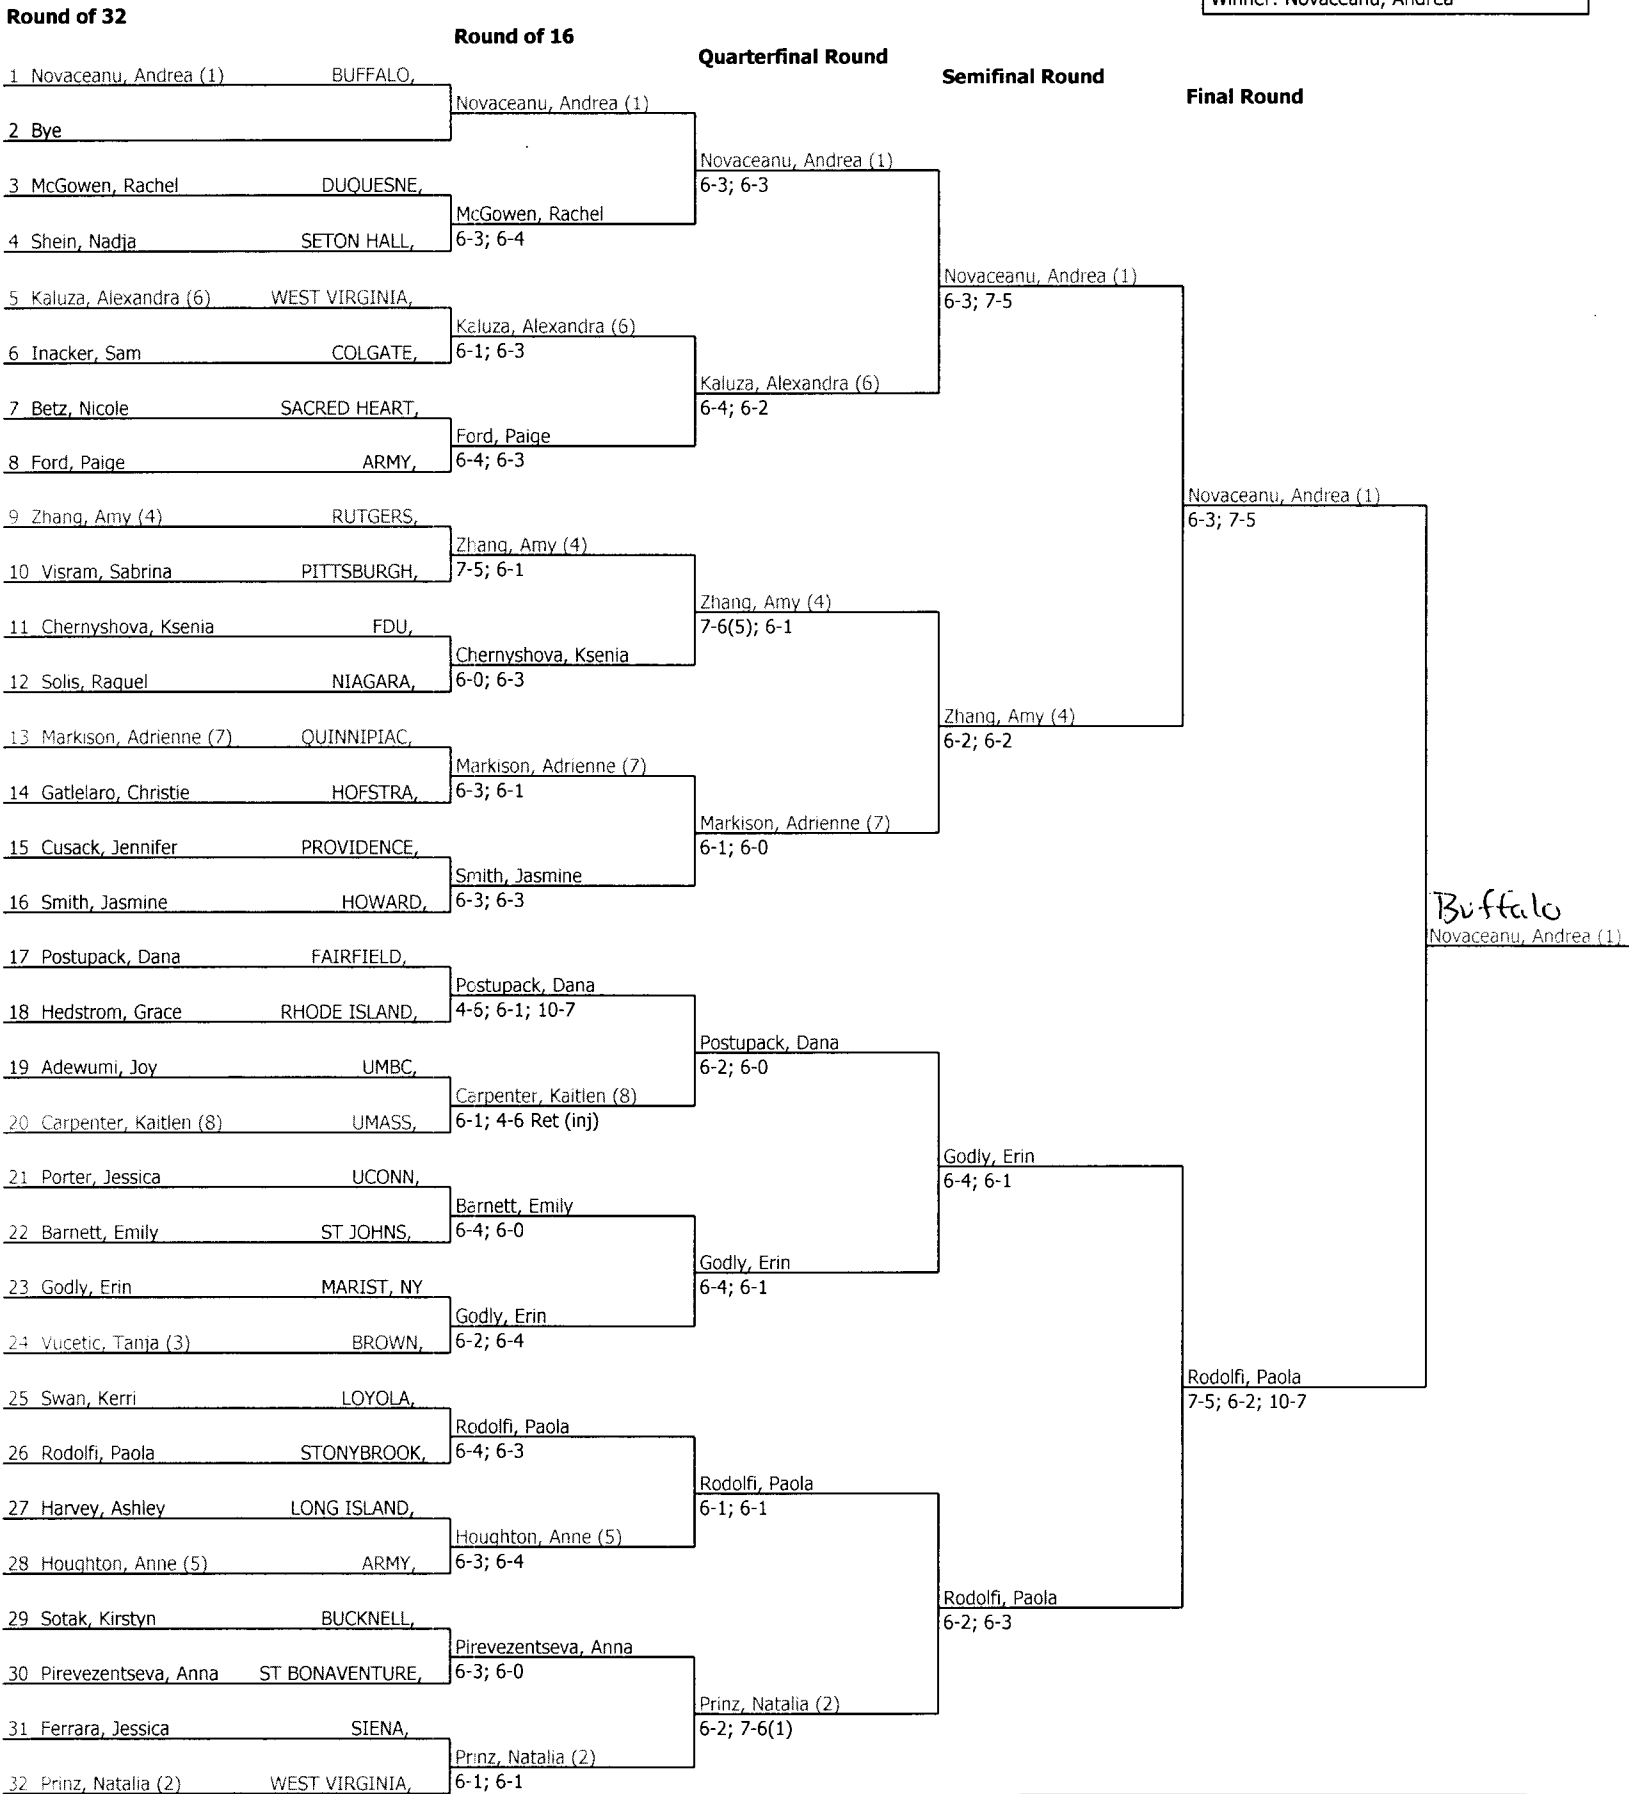 Winner: Novaceanu, Andrea
Round of 32
Round of 16
Quarterfinal Round
Semifinal Round
Final Round
1 Novaceanu, Andrea (1) BUFFALO,
2 Bye
3 McGowen, Rachel DUQUESNE,
4 Shein, Nadja SETON HALL,
5 Kaluza, Alexandra (6) WEST VIRGINIA,
6 Inacker, Sam COLGATE,
7 Betz, Nicole SACRED HEART,
8 Ford, Paige ARMY,
9 Zhang, Amy (4) RUTGERS,
10 Visram, Sabrina PITTSBURGH,
11 Chernyshova, Ksenia FDU,
12 Solis, Raquel NIAGARA,
13 Markison, Adrienne (7) QUINNIPIAC,
14 Gatlelaro, Christie HOFSTRA,
15 Cusack, Jennifer PROVIDENCE,
16 Smith, Jasmine HOWARD,
17 Postupack, Dana FAIRFIELD,
18 Hedstrom, Grace RHODE ISLAND,
19 Adewumi, Joy UMBC,
20 Carpenter, Kaitlen (8) UMASS,
21 Porter, Jessica UCONN,
22 Barnett, Emily ST JOHNS,
23 Godly, Erin MARIST, NY
24 Vucetic, Tanja (3) BROWN,
25 Swan, Kerri LOYOLA,
26 Rodolfi, Paola STONYBROOK,
27 Harvey, Ashley LONG ISLAND,
28 Houghton, Anne (5) ARMY,
29 Sotak, Kirstyn BUCKNELL,
30 Pirevezentseva, Anna ST BONAVENTURE,
31 Ferrara, Jessica SIENA,
32 Prinz, Natalia (2) WEST VIRGINIA,
Novaceanu, Andrea (1)
McGowen, Rachel
6-3; 6-4
Kaluza, Alexandra (6)
6-1; 6-3
Ford, Paige
6-4; 6-3
Zhang, Amy (4)
7-5; 6-1
Chernyshova, Ksenia
6-0; 6-3
Markison, Adrienne (7)
6-3; 6-1
Smith, Jasmine
6-3; 6-3
Postupack, Dana
4-6; 6-1; 10-7
Carpenter, Kaitlen (8)
6-1; 4-6 Ret (inj)
Barnett, Emily
6-4; 6-0
Godly, Erin
6-2; 6-4
Rodolfi, Paola
6-4; 6-3
Houghton, Anne (5)
6-3; 6-4
Pirevezentseva, Anna
6-3; 6-0
Prinz, Natalia (2)
6-1; 6-1
Novaceanu, Andrea (1)
6-3; 6-3
Kaluza, Alexandra (6)
6-4; 6-2
Zhang, Amy (4)
7-6(5); 6-1
Markison, Adrienne (7)
6-1; 6-0
Postupack, Dana
6-2; 6-0
Godly, Erin
6-4; 6-1
Rodolfi, Paola
6-1; 6-1
Prinz, Natalia (2)
6-2; 7-6(1)
Novaceanu, Andrea (1)
6-3; 7-5
Zhang, Amy (4)
6-2; 6-2
Godly, Erin
6-4; 6-1
Rodolfi, Paola
6-2; 6-3
Novaceanu, Andrea (1)
6-3; 7-5
Rodolfi, Paola
7-5; 6-2; 10-7
Buffalo
Novaceanu, Andrea (1)